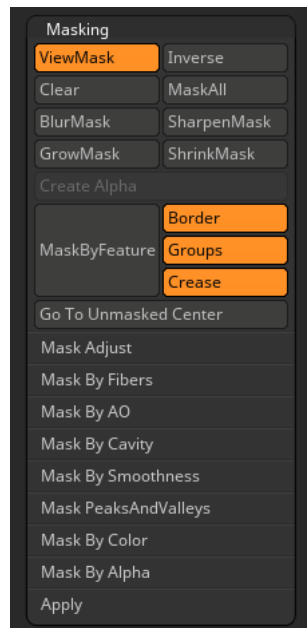 Masking
ViewMask Inverse
Clear MaskAll
BlurMask SharpenMask
GrowMask ShrinkMask
Create Alpha
Border
MaskByFeature Groups
Crease
Go To Unmasked Center
Mask Adjust
Mask By Fibers
Mask By AO
Mask By Cavity
Mask By Smoothness
Mask PeaksAndValleys
Mask By Color
Mask By Alpha
Apply